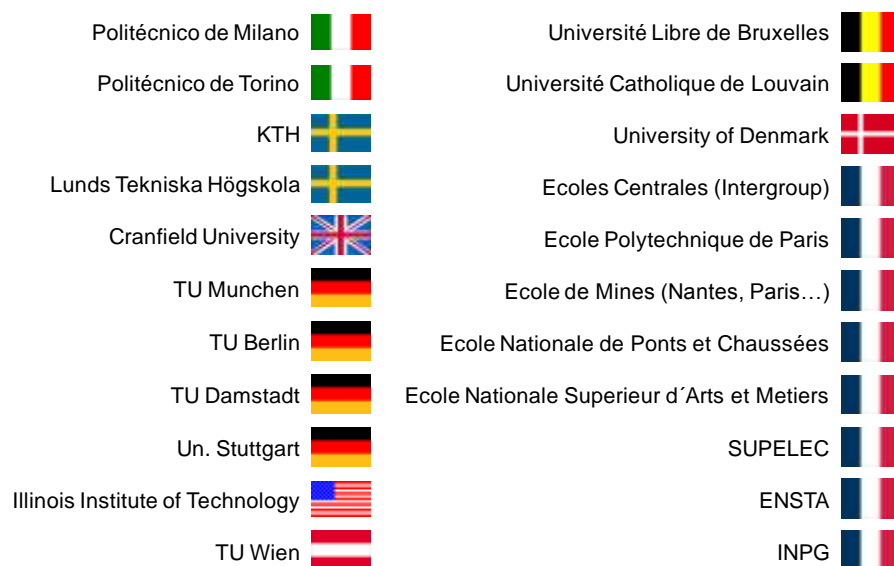 Politécnico de Milano
Politécnico de Torino
KTH
Lunds Tekniska Högskola
Cranfield University
TU Munchen
TU Berlin
TU Damstadt
Un. Stuttgart
Illinois Institute of Technology
TU Wien
Université Libre de Bruxelles
Université Catholique de Louvain
University of Denmark
Ecoles Centrales (Intergroup)
Ecole Polytechnique de Paris
Ecole de Mines (Nantes, Paris…)
Ecole Nationale de Ponts et Chaussées
Ecole Nationale Superieur d´Arts et Metiers
SUPELEC
ENSTA
INPG